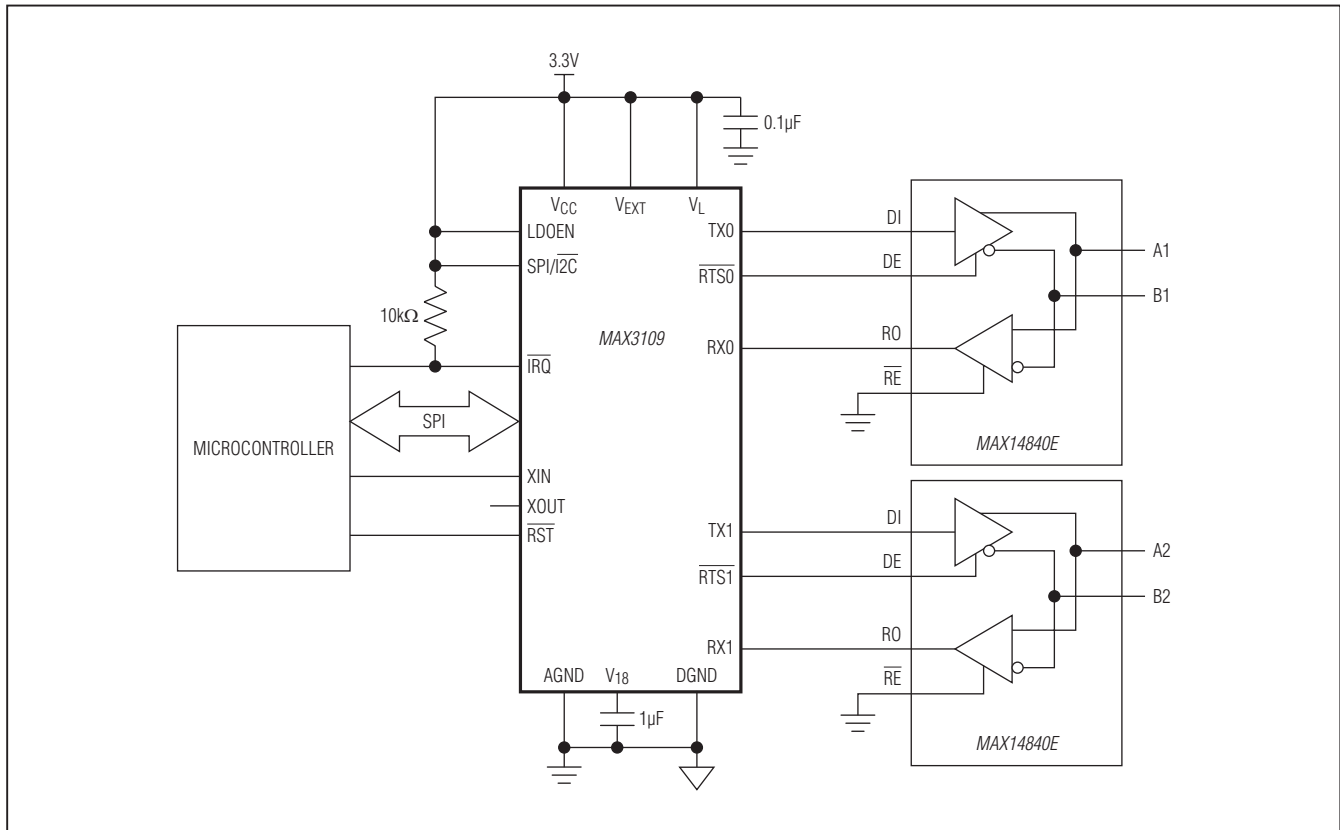 3.3V
0.1µF
VCC
VEXT
VL
LDOEN
SPI/I2C
10kΩ
MAX3109
IRQ
SPI
MICROCONTROLLER
XIN
XOUT
RST
AGND
V18
DGND
1µF
TX0
RTS0
RX0
TX1
RTS1
RX1
DI
DE
RO
RE
A1
B1
MAX14840E
DI
DE
RO
RE
A2
B2
MAX14840E